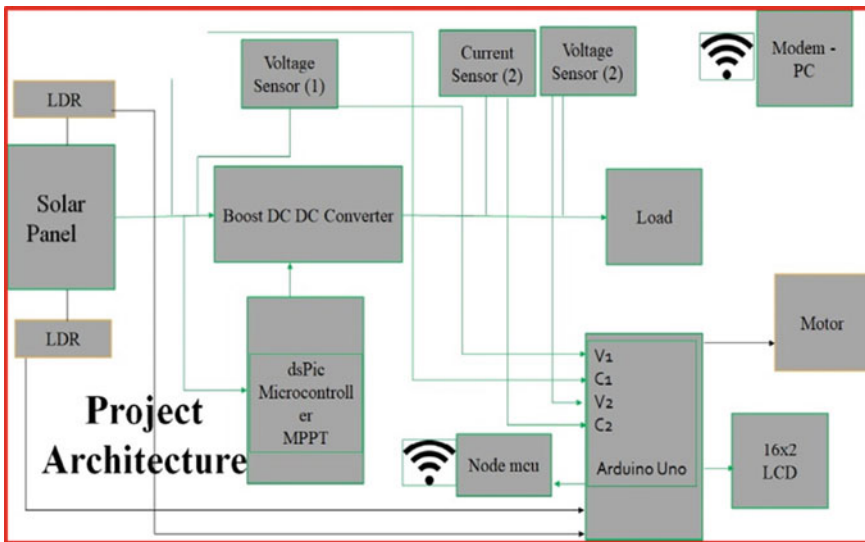 Voltage
Sensor (1)
Current
Sensor (2)
Voltage
Sensor (2)
Modem -
PC
LDR
Solar
Panel
Boost DC DC Converter
Load
LDR
dsPic
Microcontroll
er
MPPT
Project
Architecture
Motor
V1
C1
V2
C2
Arduino Uno
Node mcu
16x2
LCD